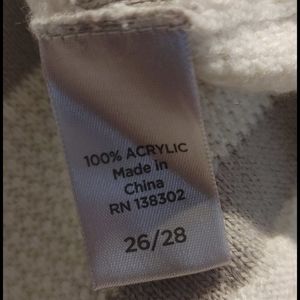 100% ACRYLIC
Made in
China
RN 138302
26/28